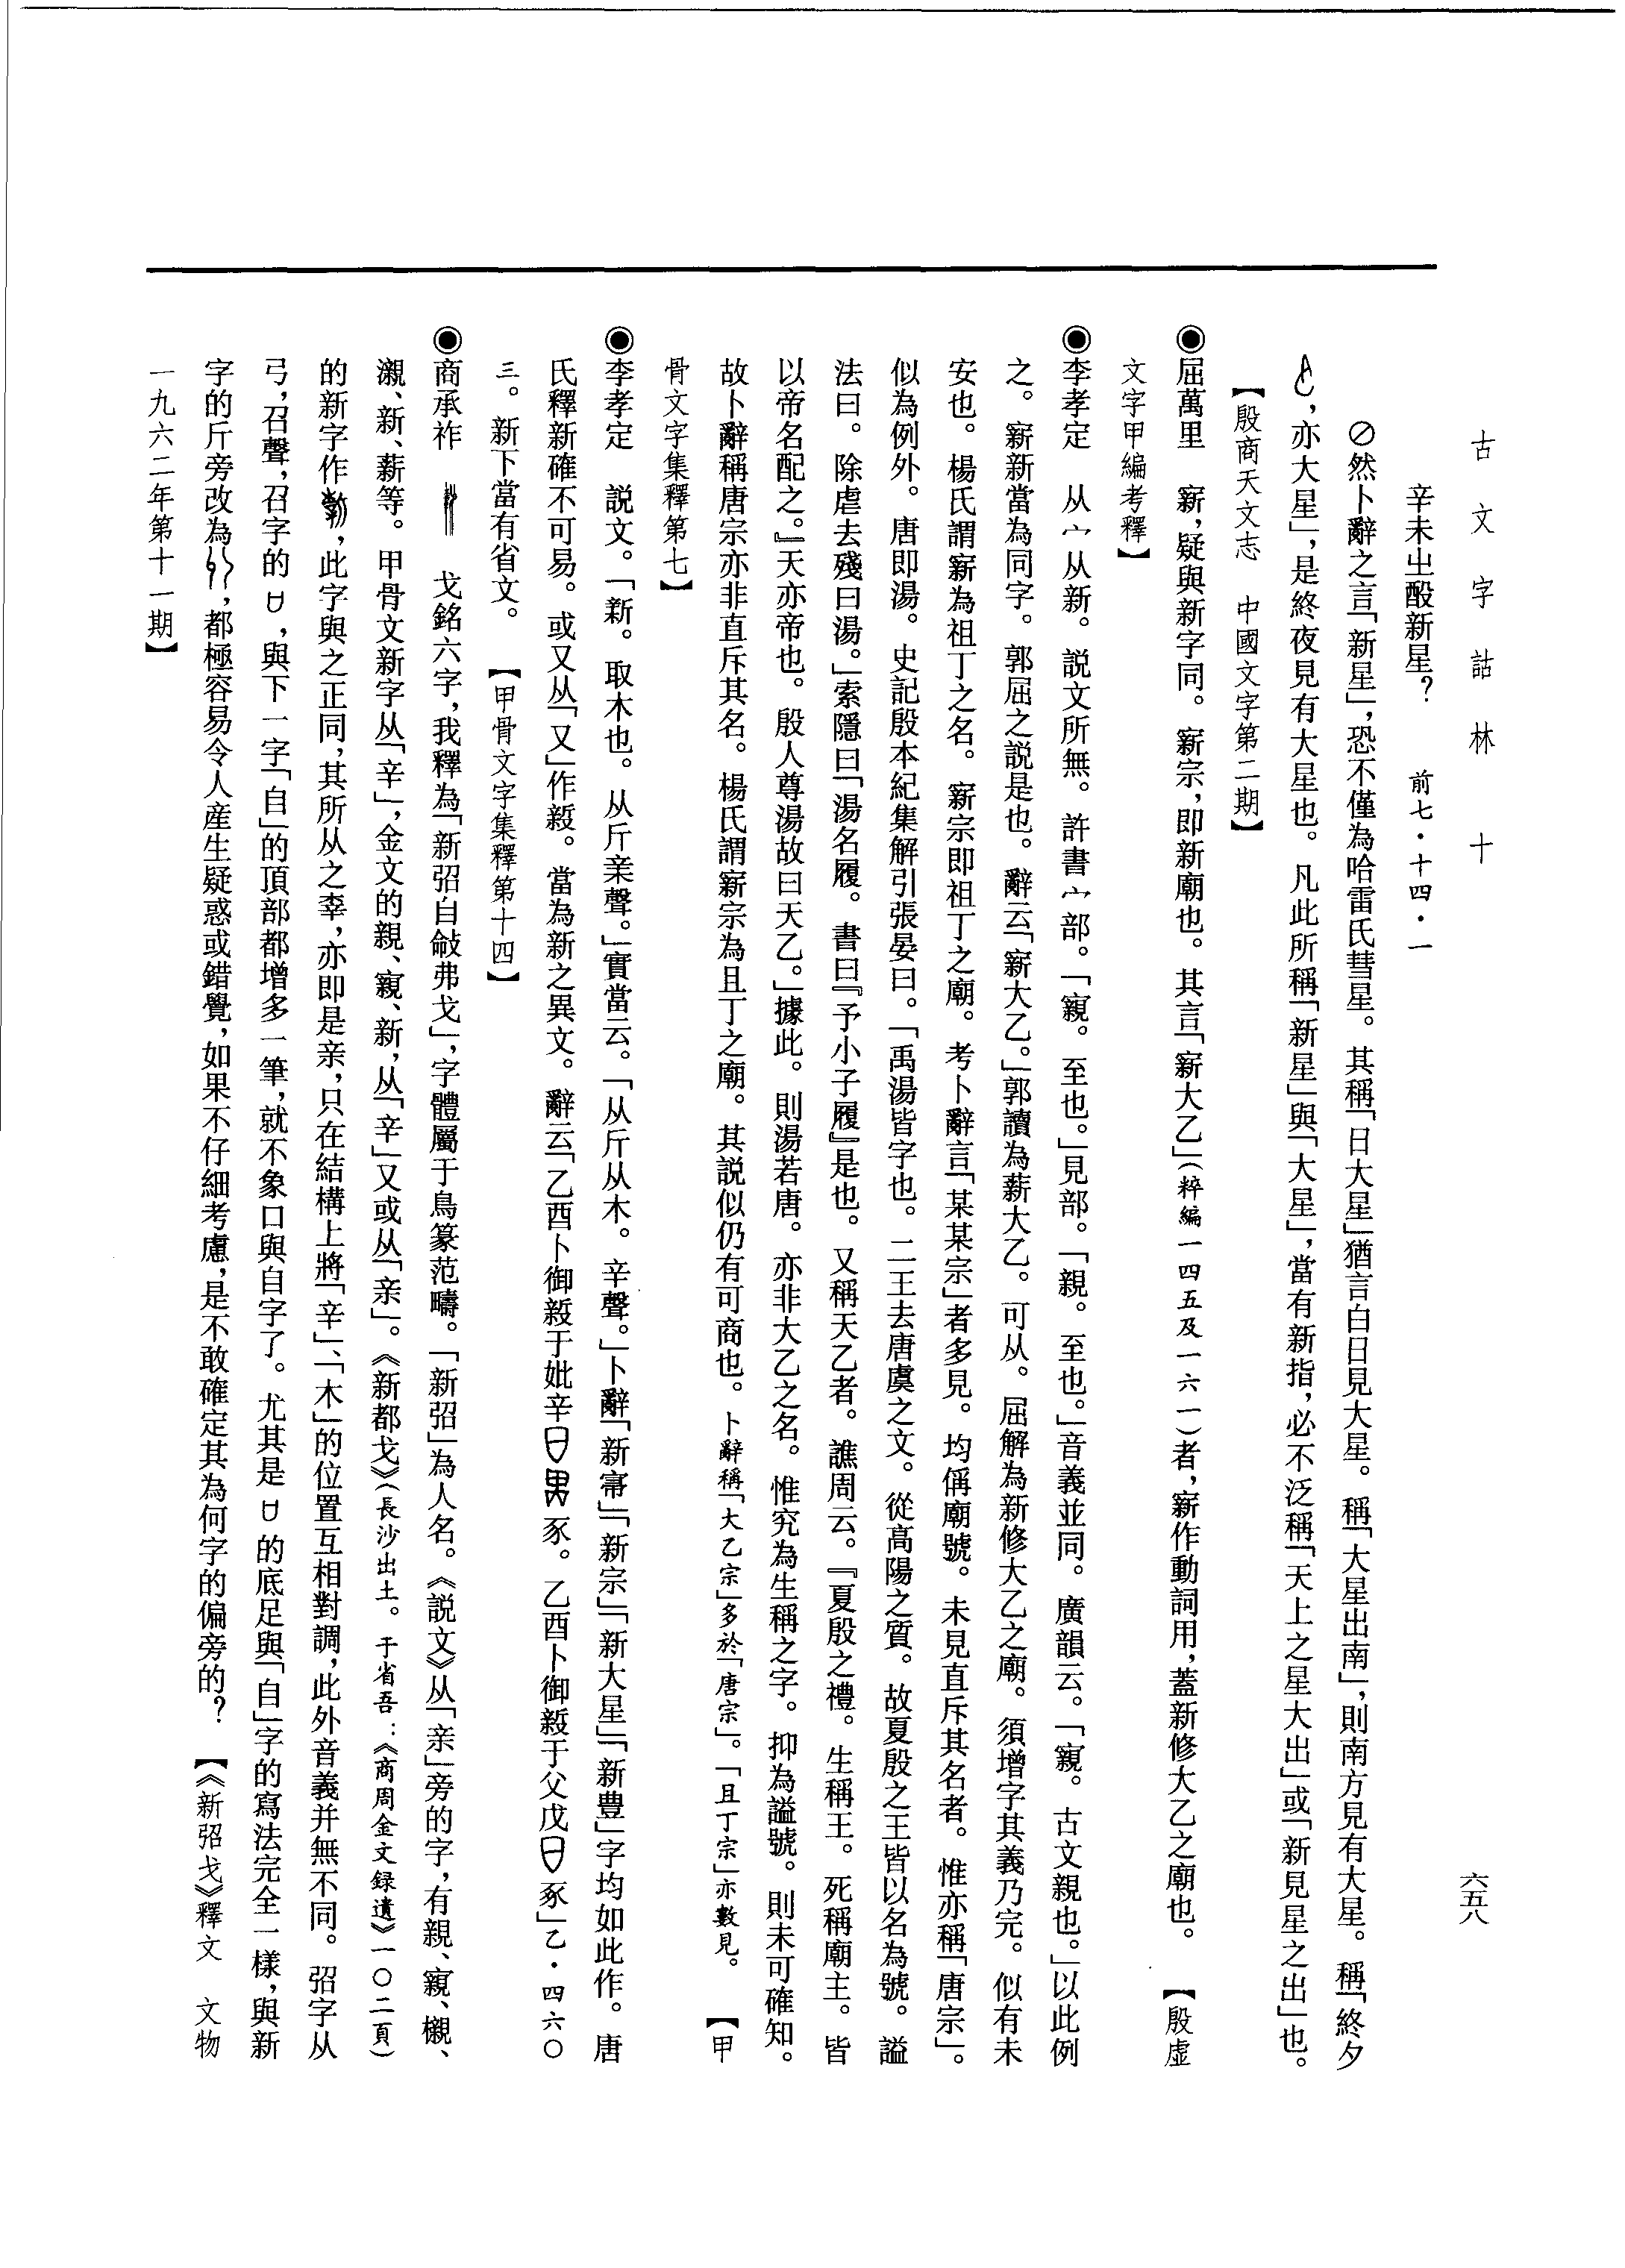 古文字詁林 十
六五八
辛未㞢酘新星？ 前七・十四・一
然卜辭之言「新星」，恐不僅為哈雷氏彗星。其稱「日大星」猶言白日見大星。稱「大星出南」，則南方見有大星。稱「終夕
，亦大星」，是終夜見有大星也。凡此所稱「新星」與「大星」，當有新指，必不泛稱「天上之星大出」或「新見星之出」也。
【殷商天文志 中國文字第二期】
◉屈萬里 寴，疑與新字同。寴宗，即新廟也。其言「寴大乙」（粹編一四五及一六一）者，寴作動詞用，蓋新修大乙之廟也。 【殷虛
文字甲編考釋】
◉李孝定 从宀从新。説文所無。許書宀部。「寴。至也。」見部。「親。至也。」音義並同。廣韻云。「寴。古文親也。」以此例
之。新當為同字。郭屈之説是也。辭云「大乙。」郭讀為薪大乙。可从。屈解為新修大乙之廟。須增字其義乃完。似有未
安也。楊氏謂為祖丁之名。宗即祖丁之廟。考卜辭言「某某宗」者多見。均偁廟號。未見直斥其名者。惟亦稱「唐宗」。
似為例外。唐即湯。史記殷本紀集解引張晏曰。「禹湯皆字也。二王去唐虞之文。從高陽之質。故夏殷之王皆以名為號。謚
法曰。除虐去殘曰湯。」索隱曰「湯名履。書曰『予小子履』是也。又稱天乙者。譙周云。『夏殷之禮。生稱王。死稱廟主。皆
以帝名配之。』天亦帝也。殷人尊湯故曰天乙。」據此。則湯若唐。亦非大乙之名。惟究為生稱之字。抑為謚號。則未可確知。
故卜辭稱唐宗亦非直斥其名。楊氏謂宗為且丁之廟。其説似仍有可商也。卜辭稱「大乙宗」多於「唐宗」。「且丁宗」亦數見。 【甲
骨文字集釋第七】
◉李孝定 説文。「新。取木也。从斤亲聲。」實當云。「从斤从木。辛聲。」卜辭「新帚」「新宗」「新大星」「新豊」字均如此作。唐
氏釋新確不可易。或又从「又」作。當為新之異文。辭云「乙酉卜御于妣辛豕。乙酉卜御于父戊豕」乙・四六〇
三。新下當有省文。 【甲骨文字集釋第十四】
◉商承祚 戈銘六字，我釋為「新弨自㪉弗戈」，字體屬于鳥篆范疇。「新弨」為人名。《説文》从「亲」旁的字，有親、寴、櫬、
瀙、新、薪等。甲骨文新字从「辛」，金文的親、寴、新，从「辛」又或从「亲」。《新都戈》（長沙出土。于省吾：《商周金文録遺》一〇二頁）
的新字作，此字與之正同，其所从之，亦即是亲，只在結構上將「辛」、「木」的位置互相對調，此外音義并無不同。弨字从
弓，召聲，召字的，與下一字「自」的頂部都增多一筆，就不象口與自字了。尤其是的底足與「自」字的寫法完全一樣，與新
字的斤旁改為，都極容易令人産生疑惑或錯覺，如果不仔細考慮，是不敢確定其為何字的偏旁的？ 【《新弨戈》釋文 文物
一九六二年第十一期】